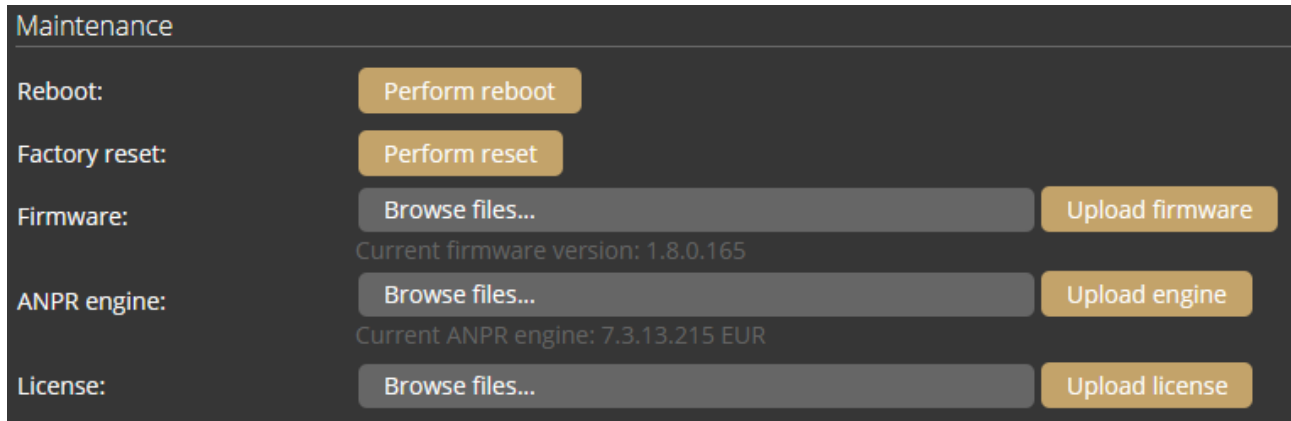 Maintenance
Reboot: Perform reboot
Factory reset: Perform reset
Firmware: Browse files... Upload firmware
Current firmware version: 1.8.0.165
ANPR engine: Browse files... Upload engine
Current ANPR engine: 7.3.13.215 EUR
License: Browse files... Upload license